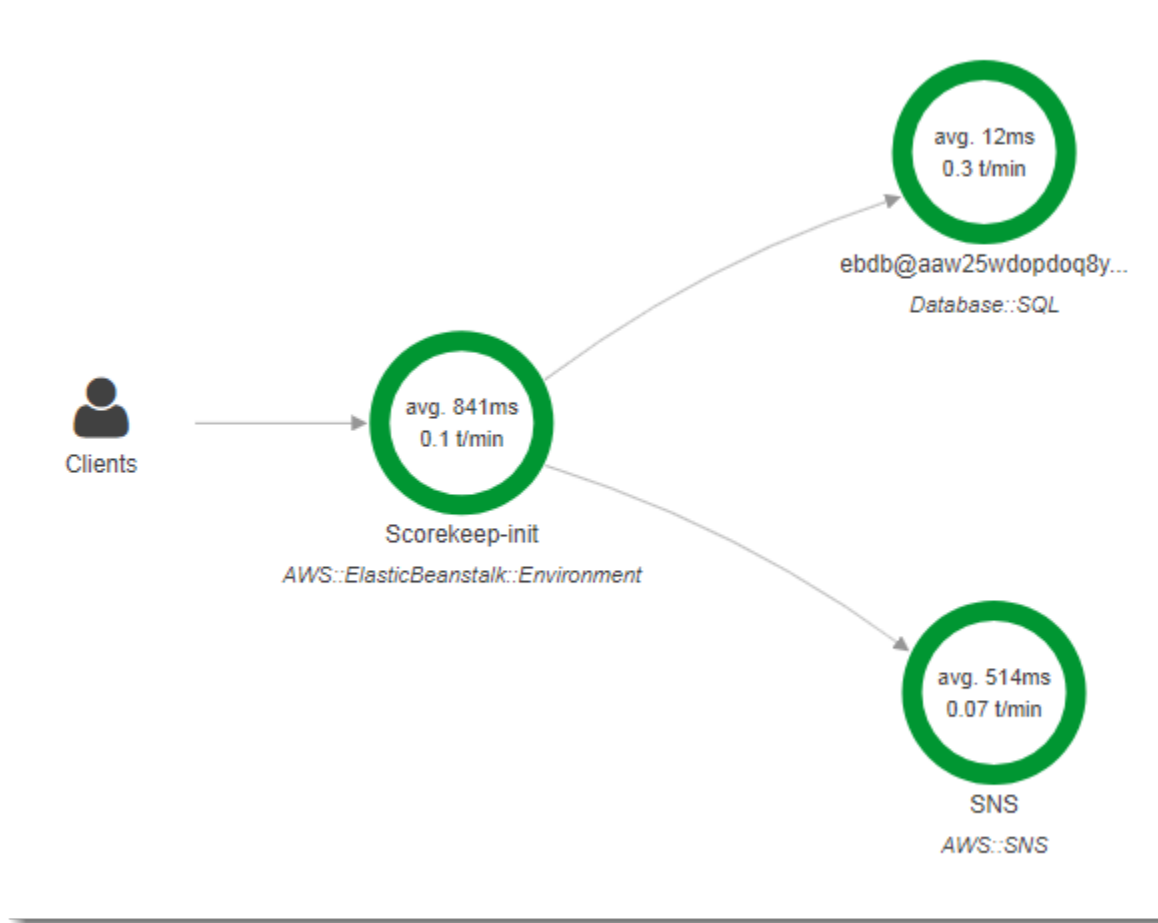 avg. 12ms
0.3 t/min
ebdb@aaw25wdopdoq8y...
Database::SQL
avg. 841ms
0.1 t/min
Clients
Scorekeep-init
AWS::ElasticBeanstalk::Environment
avg. 514ms
0.07 t/min
SNS
AWS::SNS